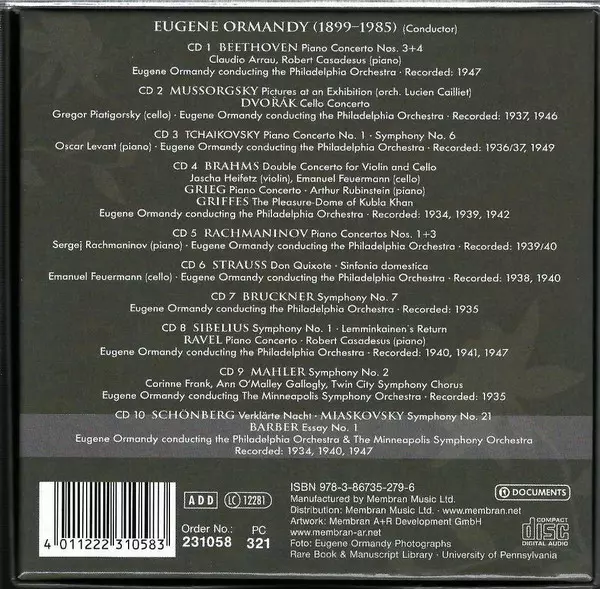 EUGENE ORMANDY (1899–1985) (Conductor)
CD 1 BEETHOVEN Piano Concerto Nos. 3+4
Claudio Arrau, Robert Casadesus (piano)
Eugene Ormandy conducting the Philadelphia Orchestra · Recorded: 1947
CD 2 MUSSORGSKY Pictures at an Exhibition (orch. Lucien Cailliet)
DVOŘÁK Cello Concerto
Gregor Piatigorsky (cello) · Eugene Ormandy conducting the Philadelphia Orchestra · Recorded: 1937, 1946
CD 3 TCHAIKOVSKY Piano Concerto No. 1 · Symphony No. 6
Oscar Levant (piano) · Eugene Ormandy conducting the Philadelphia Orchestra · Recorded: 1936/37, 1949
CD 4 BRAHMS Double Concerto for Violin and Cello
Jascha Heifetz (violin), Emanuel Feuermann (cello)
GRIEG Piano Concerto · Arthur Rubinstein (piano)
GRIFFES The Pleasure-Dome of Kubla Khan
Eugene Ormandy conducting the Philadelphia Orchestra · Recorded: 1934, 1939, 1942
CD 5 RACHMANINOV Piano Concertos Nos. 1+3
Sergej Rachmaninov (piano) · Eugene Ormandy conducting the Philadelphia Orchestra · Recorded: 1939/40
CD 6 STRAUSS Don Quixote · Sinfonia domestica
Emanuel Feuermann (cello) · Eugene Ormandy conducting the Philadelphia Orchestra · Recorded: 1938, 1940
CD 7 BRUCKNER Symphony No. 7
Eugene Ormandy conducting the Philadelphia Orchestra · Recorded: 1935
CD 8 SIBELIUS Symphony No. 1 · Lemminkainen's Return
RAVEL Piano Concerto · Robert Casadesus (piano)
Eugene Ormandy conducting the Philadelphia Orchestra · Recorded: 1940, 1941, 1947
CD 9 MAHLER Symphony No. 2
Corinne Frank, Ann O'Malley Gallogly, Twin City Symphony Chorus
Eugene Ormandy conducting The Minneapolis Symphony Orchestra · Recorded: 1935
CD 10 SCHÖNBERG Verklärte Nacht · MIASKOVSKY Symphony No. 21
BARBER Essay No. 1
Eugene Ormandy conducting the Philadelphia Orchestra & The Minneapolis Symphony Orchestra
Recorded: 1934, 1940, 1947
4 011222 310583
ADD
LC 12281
Order No.: PC
231058 321
ISBN 978-3-86735-279-6
Manufactured by Membran Music Ltd.
Distribution: Membran Music Ltd. · www.membran.net
Artwork: Membran A+R Development GmbH
www.membran-ar.net
Foto: Eugene Ormandy Photographs
Rare Book & Manuscript Library · University of Pennsylvania
DOCUMENTS
COMPACT
disc
DIGITAL AUDIO